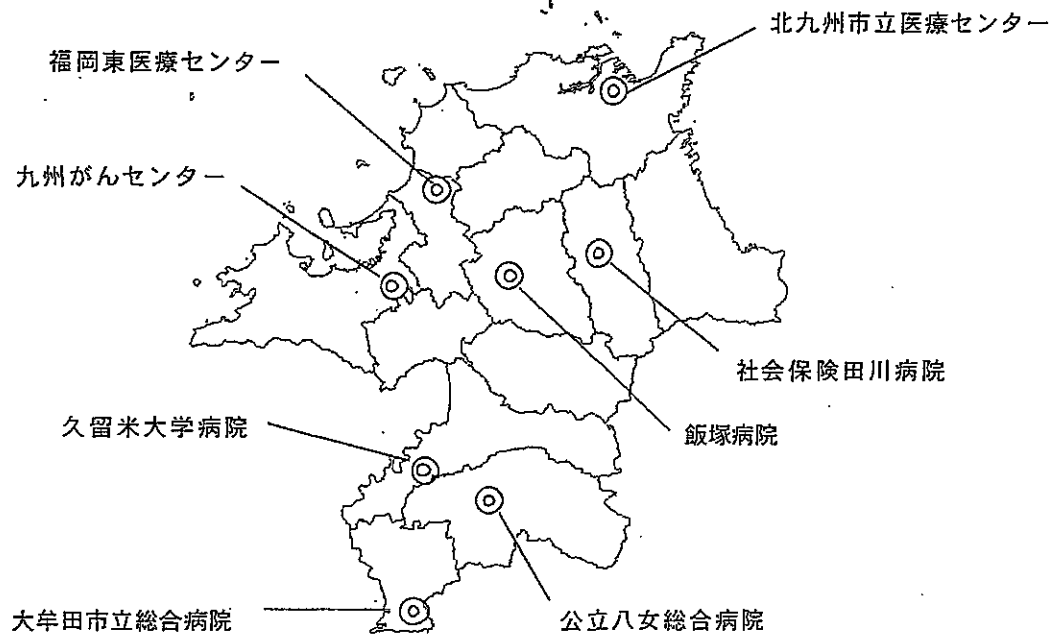 北九州市立医療センター
福岡東医療センター
九州がんセンター
社会保険田川病院
久留米大学病院
飯塚病院
大牟田市立総合病院
公立八女総合病院